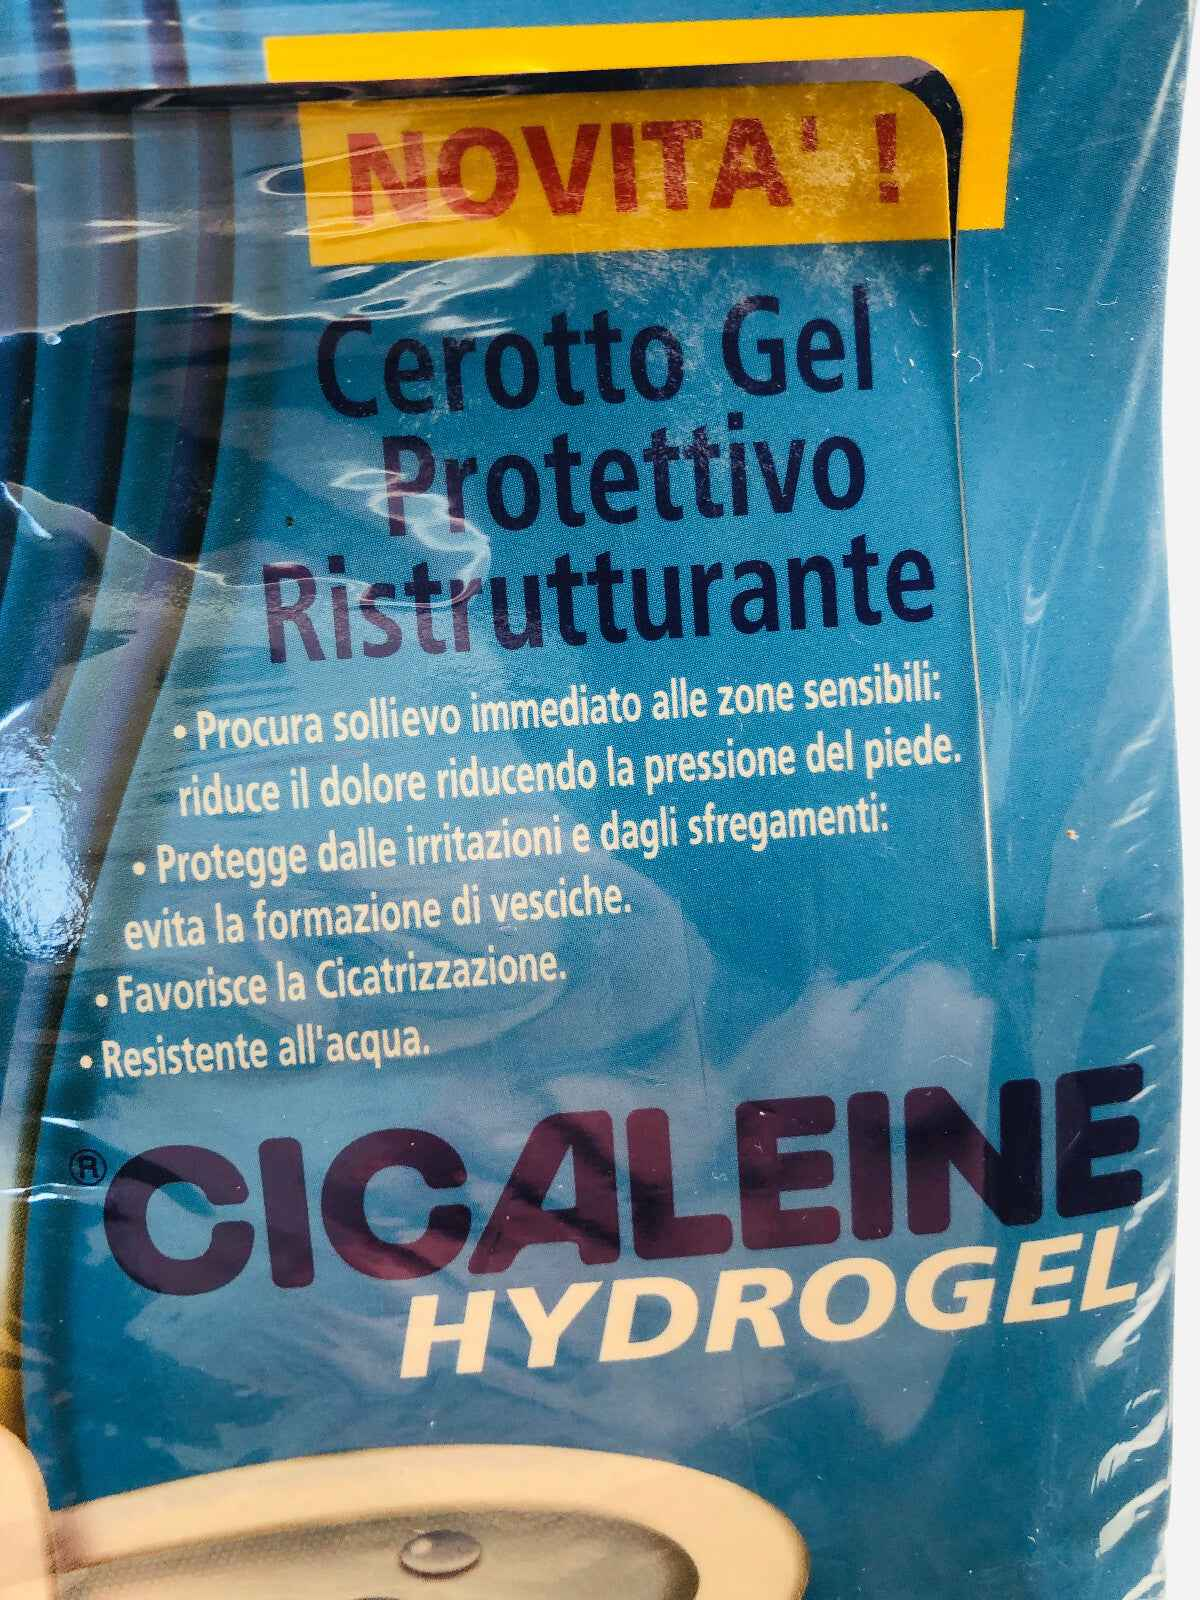 NOVITA' !
Cerotto Gel
Protettivo
Ristrutturante
• Procura sollievo immediato alle zone sensibili:
riduce il dolore riducendo la pressione del piede.
• Protegge dalle irritazioni e dagli sfregamenti:
evita la formazione di vesciche.
• Favorisce la Cicatrizzazione.
• Resistente all'acqua.
® CICALEINE
HYDROGEL